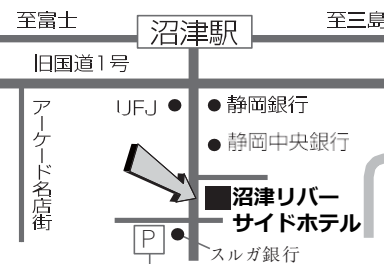 至富士
沼津駅
至三島
旧国道1号
アーケード名店街
UFJ
静岡銀行
静岡中央銀行
沼津リバー
サイドホテル
P
スルガ銀行